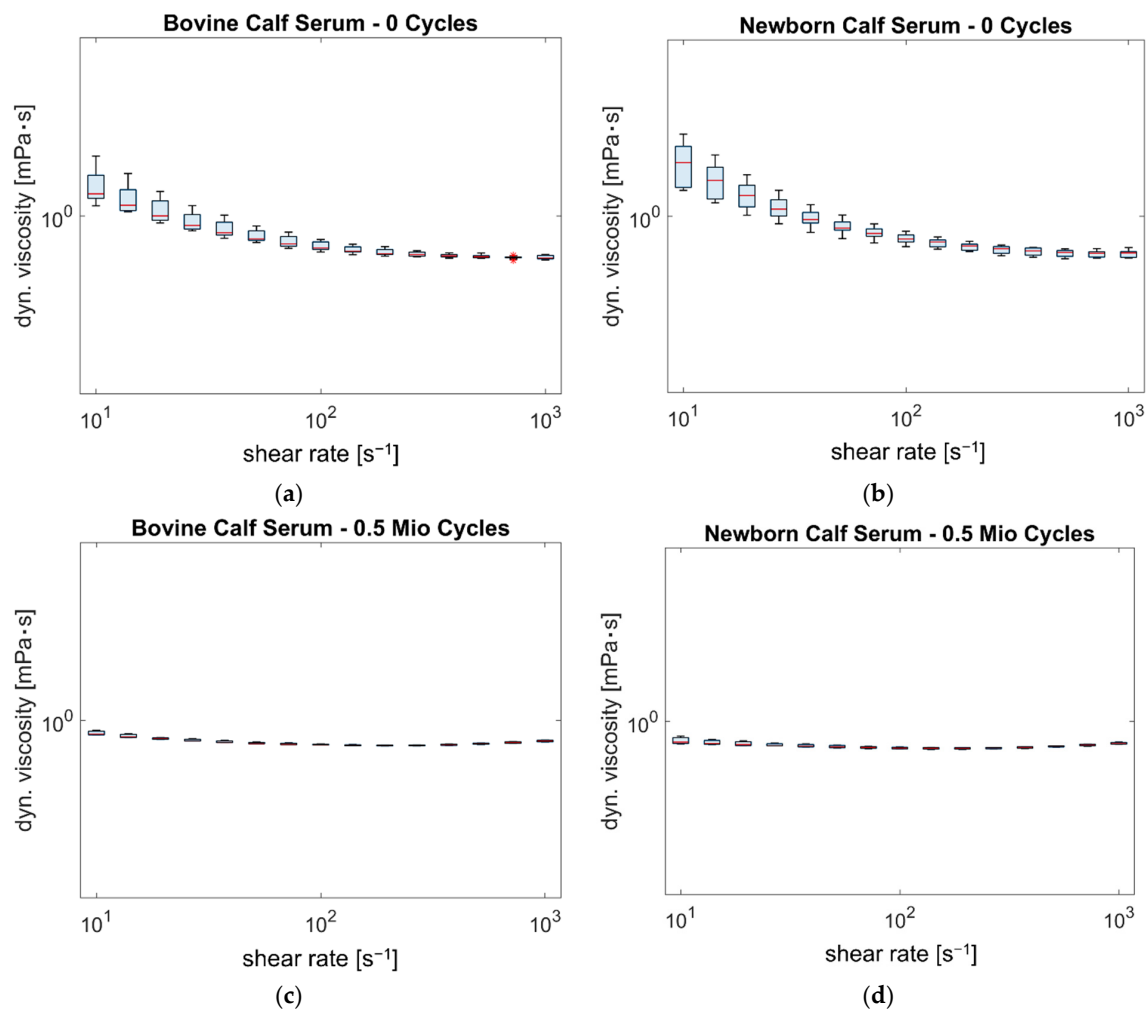 Bovine Calf Serum - 0 Cycles
dyn. viscosity [mPa·s]
10⁰
10¹ 10² 10³
shear rate [s⁻¹]
(a)
Newborn Calf Serum - 0 Cycles
dyn. viscosity [mPa·s]
10⁰
10¹ 10² 10³
shear rate [s⁻¹]
(b)
Bovine Calf Serum - 0.5 Mio Cycles
dyn. viscosity [mPa·s]
10⁰
10¹ 10² 10³
shear rate [s⁻¹]
(c)
Newborn Calf Serum - 0.5 Mio Cycles
dyn. viscosity [mPa·s]
10⁰
10¹ 10² 10³
shear rate [s⁻¹]
(d)